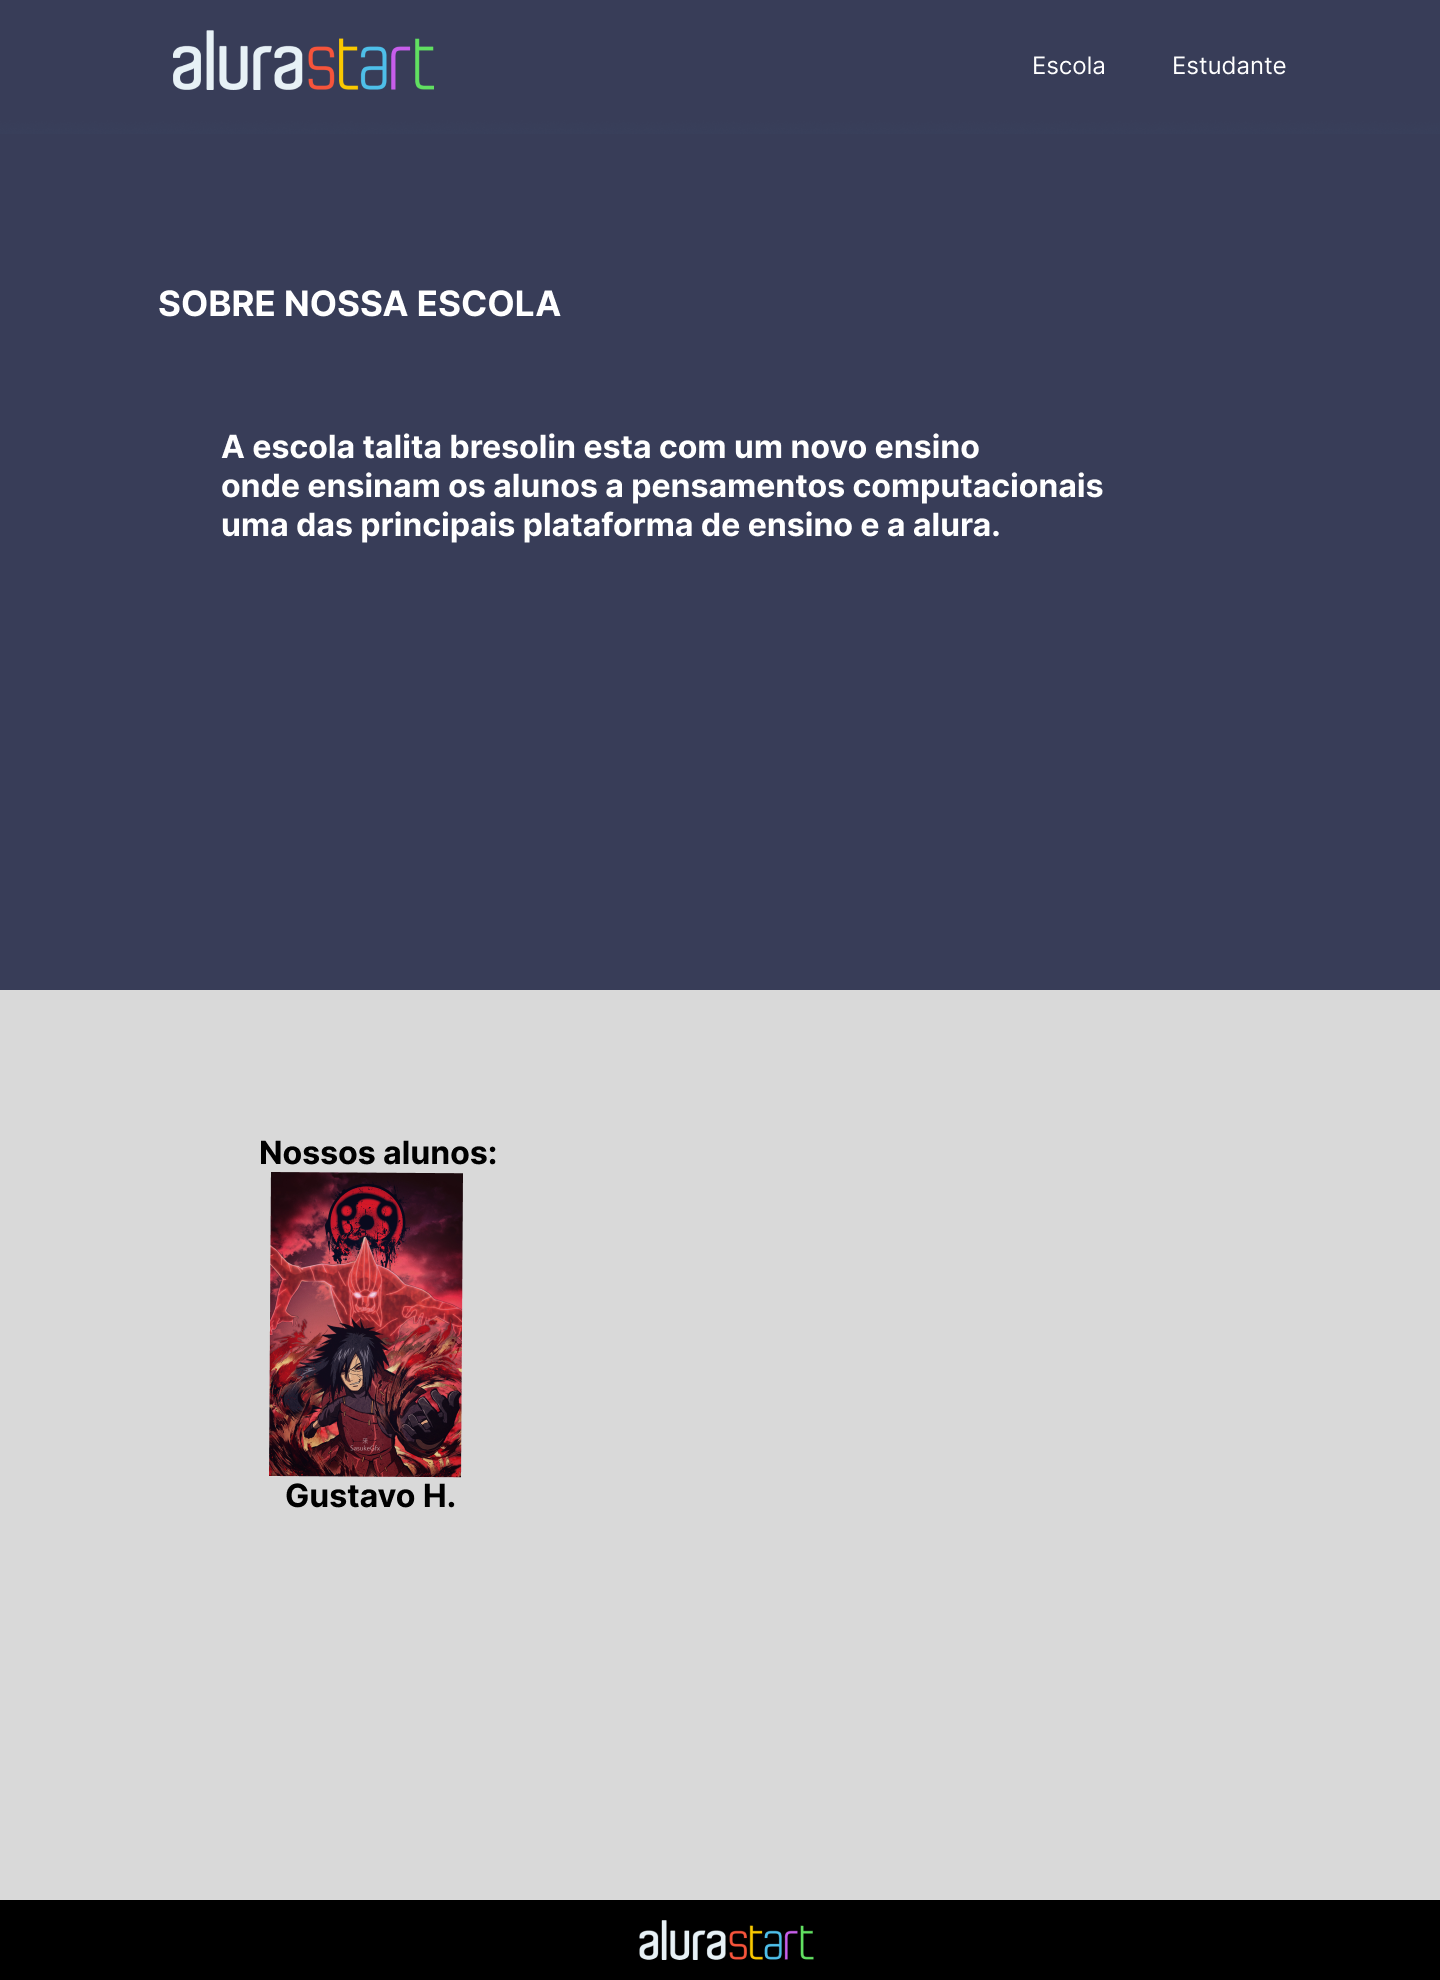 alurastart
Escola Estudante
SOBRE NOSSA ESCOLA
A escola talita bresolin esta com um novo ensino
onde ensinam os alunos a pensamentos computacionais
uma das principais plataforma de ensino e a alura.
Nossos alunos:
Gustavo H.
alurastart